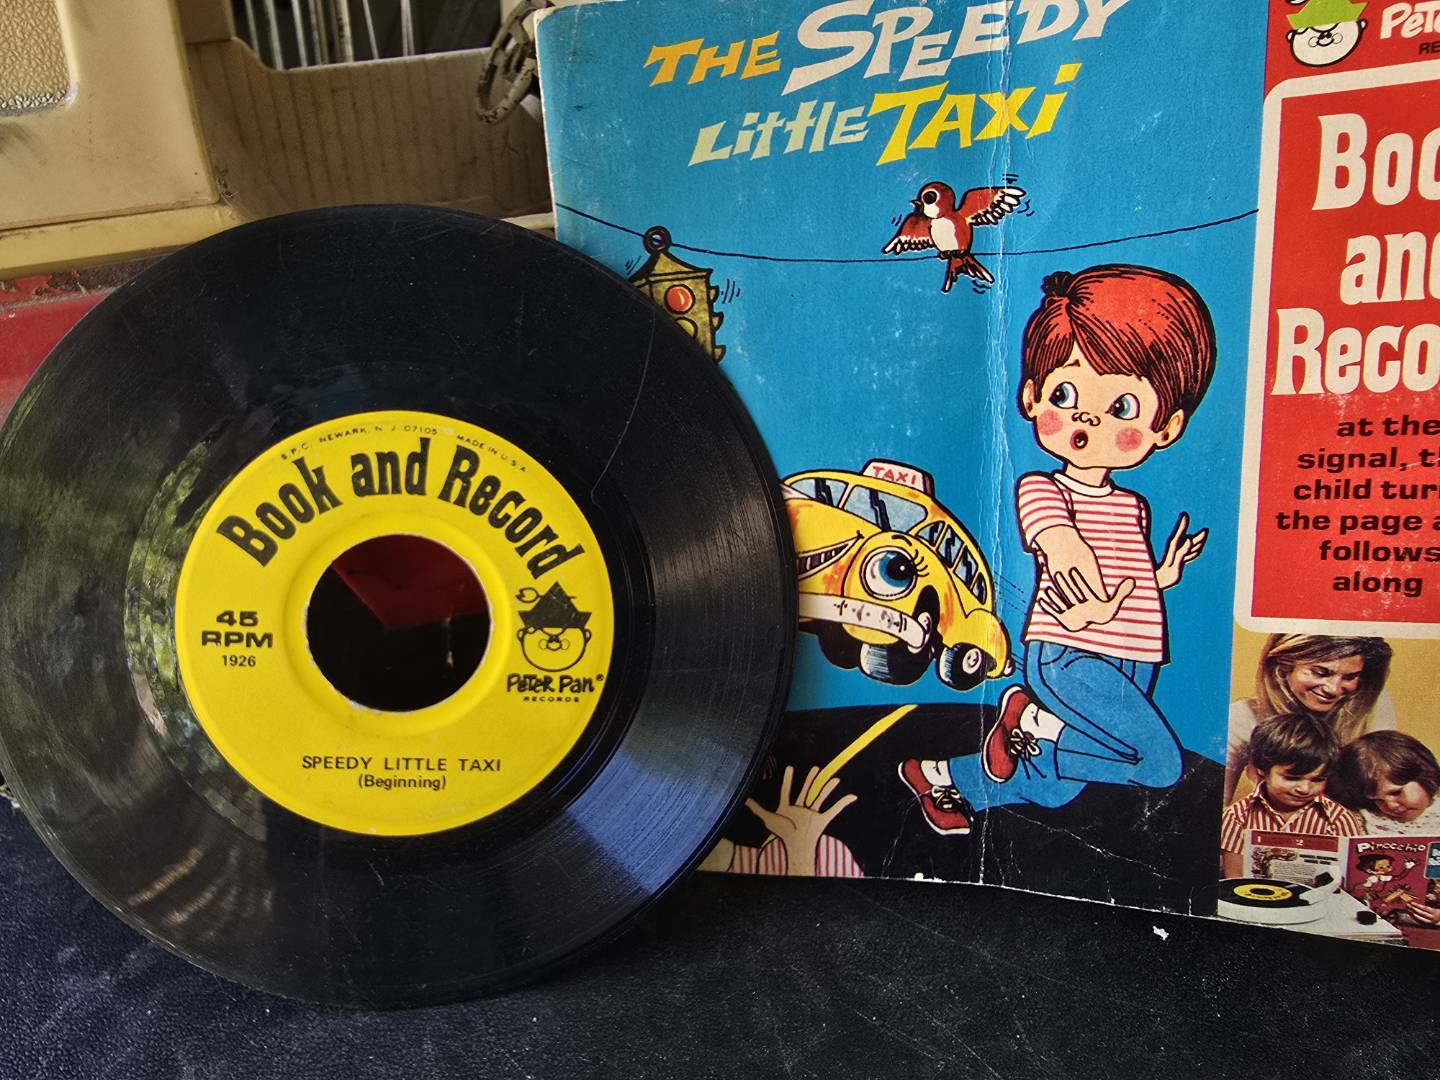 S.P.C. NEWARK, N. J. 07105 MADE IN U.S.A.
Book and Record
45
RPM
1926
PETER PAN®
RECORDS
SPEEDY LITTLE TAXI
(Beginning)
THE SPEEDY
LITTLE TAXI
TAXI
and
at the
signal,
child
the page
follows
along
Pinocchio